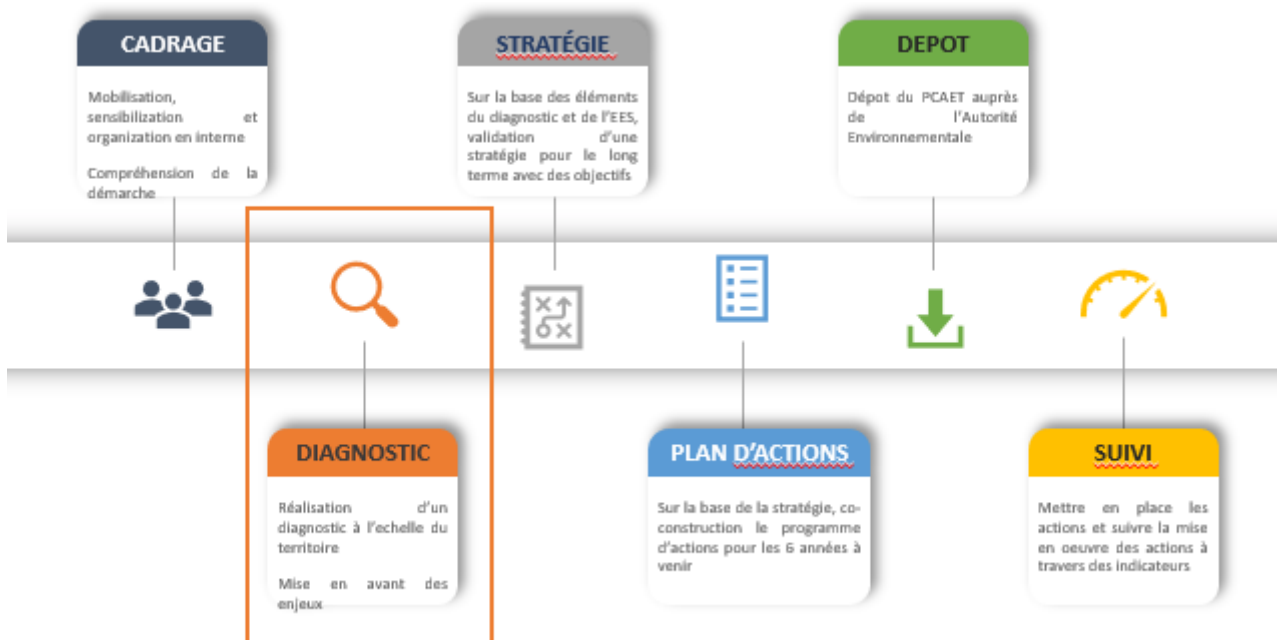 CADRAGE
Mobilisation,
sensibilization et
organization en interne
Compréhension de la
démarche
STRATÉGIE
Sur la base des éléments
du diagnostic et de l'EES,
validation d'une
stratégie pour le long
terme avec des objectifs
DEPOT
Dépot du PCAET auprès
de l'Autorité
Environnementale
DIAGNOSTIC
Réalisation d'un
diagnostic à l'echelle du
territoire
Mise en avant des
enjeux
PLAN D'ACTIONS
Sur la base de la stratégie, co-
construction le programme
d'actions pour les 6 années à
venir
SUIVI
Mettre en place les
actions et suivre la mise
en oeuvre des actions à
travers des indicateurs